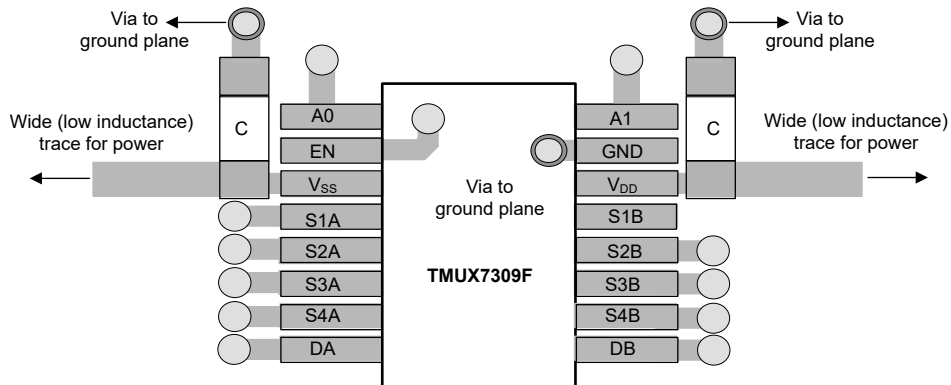 Via to
ground plane
Via to
ground plane
C
C
A0
A1
Wide (low inductance)
trace for power
Wide (low inductance)
trace for power
EN
GND
VSS
VDD
Via to
ground plane
S1A
S1B
S2A
S2B
TMUX7309F
S3A
S3B
S4A
S4B
DA
DB